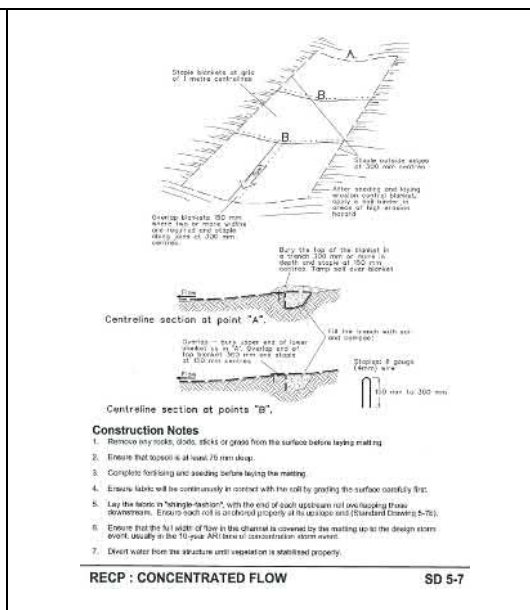 A.
Staple blankets at grid
of 1 metre centres
B.
B.
Staple outside edges
at 300 mm centres
After seeding and laying
erosion control blanket,
apply a soil binder in
areas of high erosion
hazard
Overlap blankets 150 mm
where two or more widths
are required and staple
along joins at 300 mm
centres.
Bury the top of the blanket in
a trench 300 mm or more in
depth and staple at 150 mm
centres. Tamp soil over blanket
Flow
Centreline section at point "A".
Fill the trench with soil
and compact
Overlap – bury upper end of lower
blanket as in "A". Overlap end of
top blanket 300 mm and staple
at 150 mm centres
Staples: 8 gauge
(4mm) wire
Flow
150 mm to 300 mm
Centreline section at points "B".
Construction Notes
1. Remove any rocks, clods, sticks or grass from the surface before laying matting.
2. Ensure that topsoil is at least 75 mm deep.
3. Complete fertilising and seeding before laying the matting.
4. Ensure fabric will be continuously in contact with the soil by grading the surface carefully first.
5. Lay the fabric in "shingle-fashion", with the end of each upstream roll overlapping those
downstream. Ensure each roll is anchored properly at its upslope end (Standard Drawing 5-7b).
6. Ensure that the full width of flow in the channel is covered by the matting up to the design storm
event, usually in the 10-year ARI time of concentration storm event.
7. Divert water from the structure until vegetation is stabilised properly.
RECP : CONCENTRATED FLOW SD 5-7